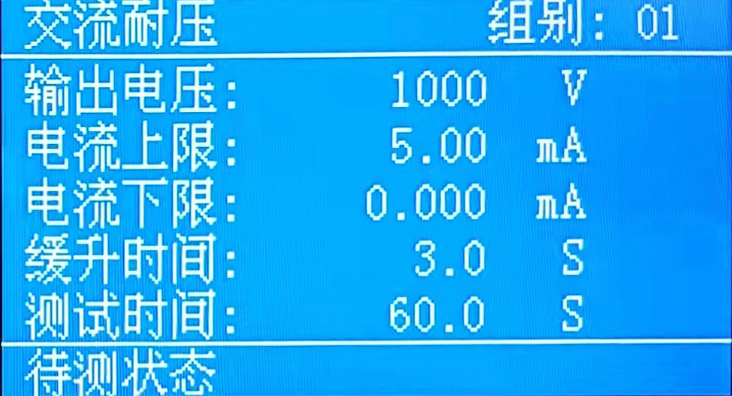 交流耐压 组别: 01
输出电压: 1000 V
电流上限: 5.00 mA
电流下限: 0.000 mA
缓升时间: 3.0 S
测试时间: 60.0 S
待测状态